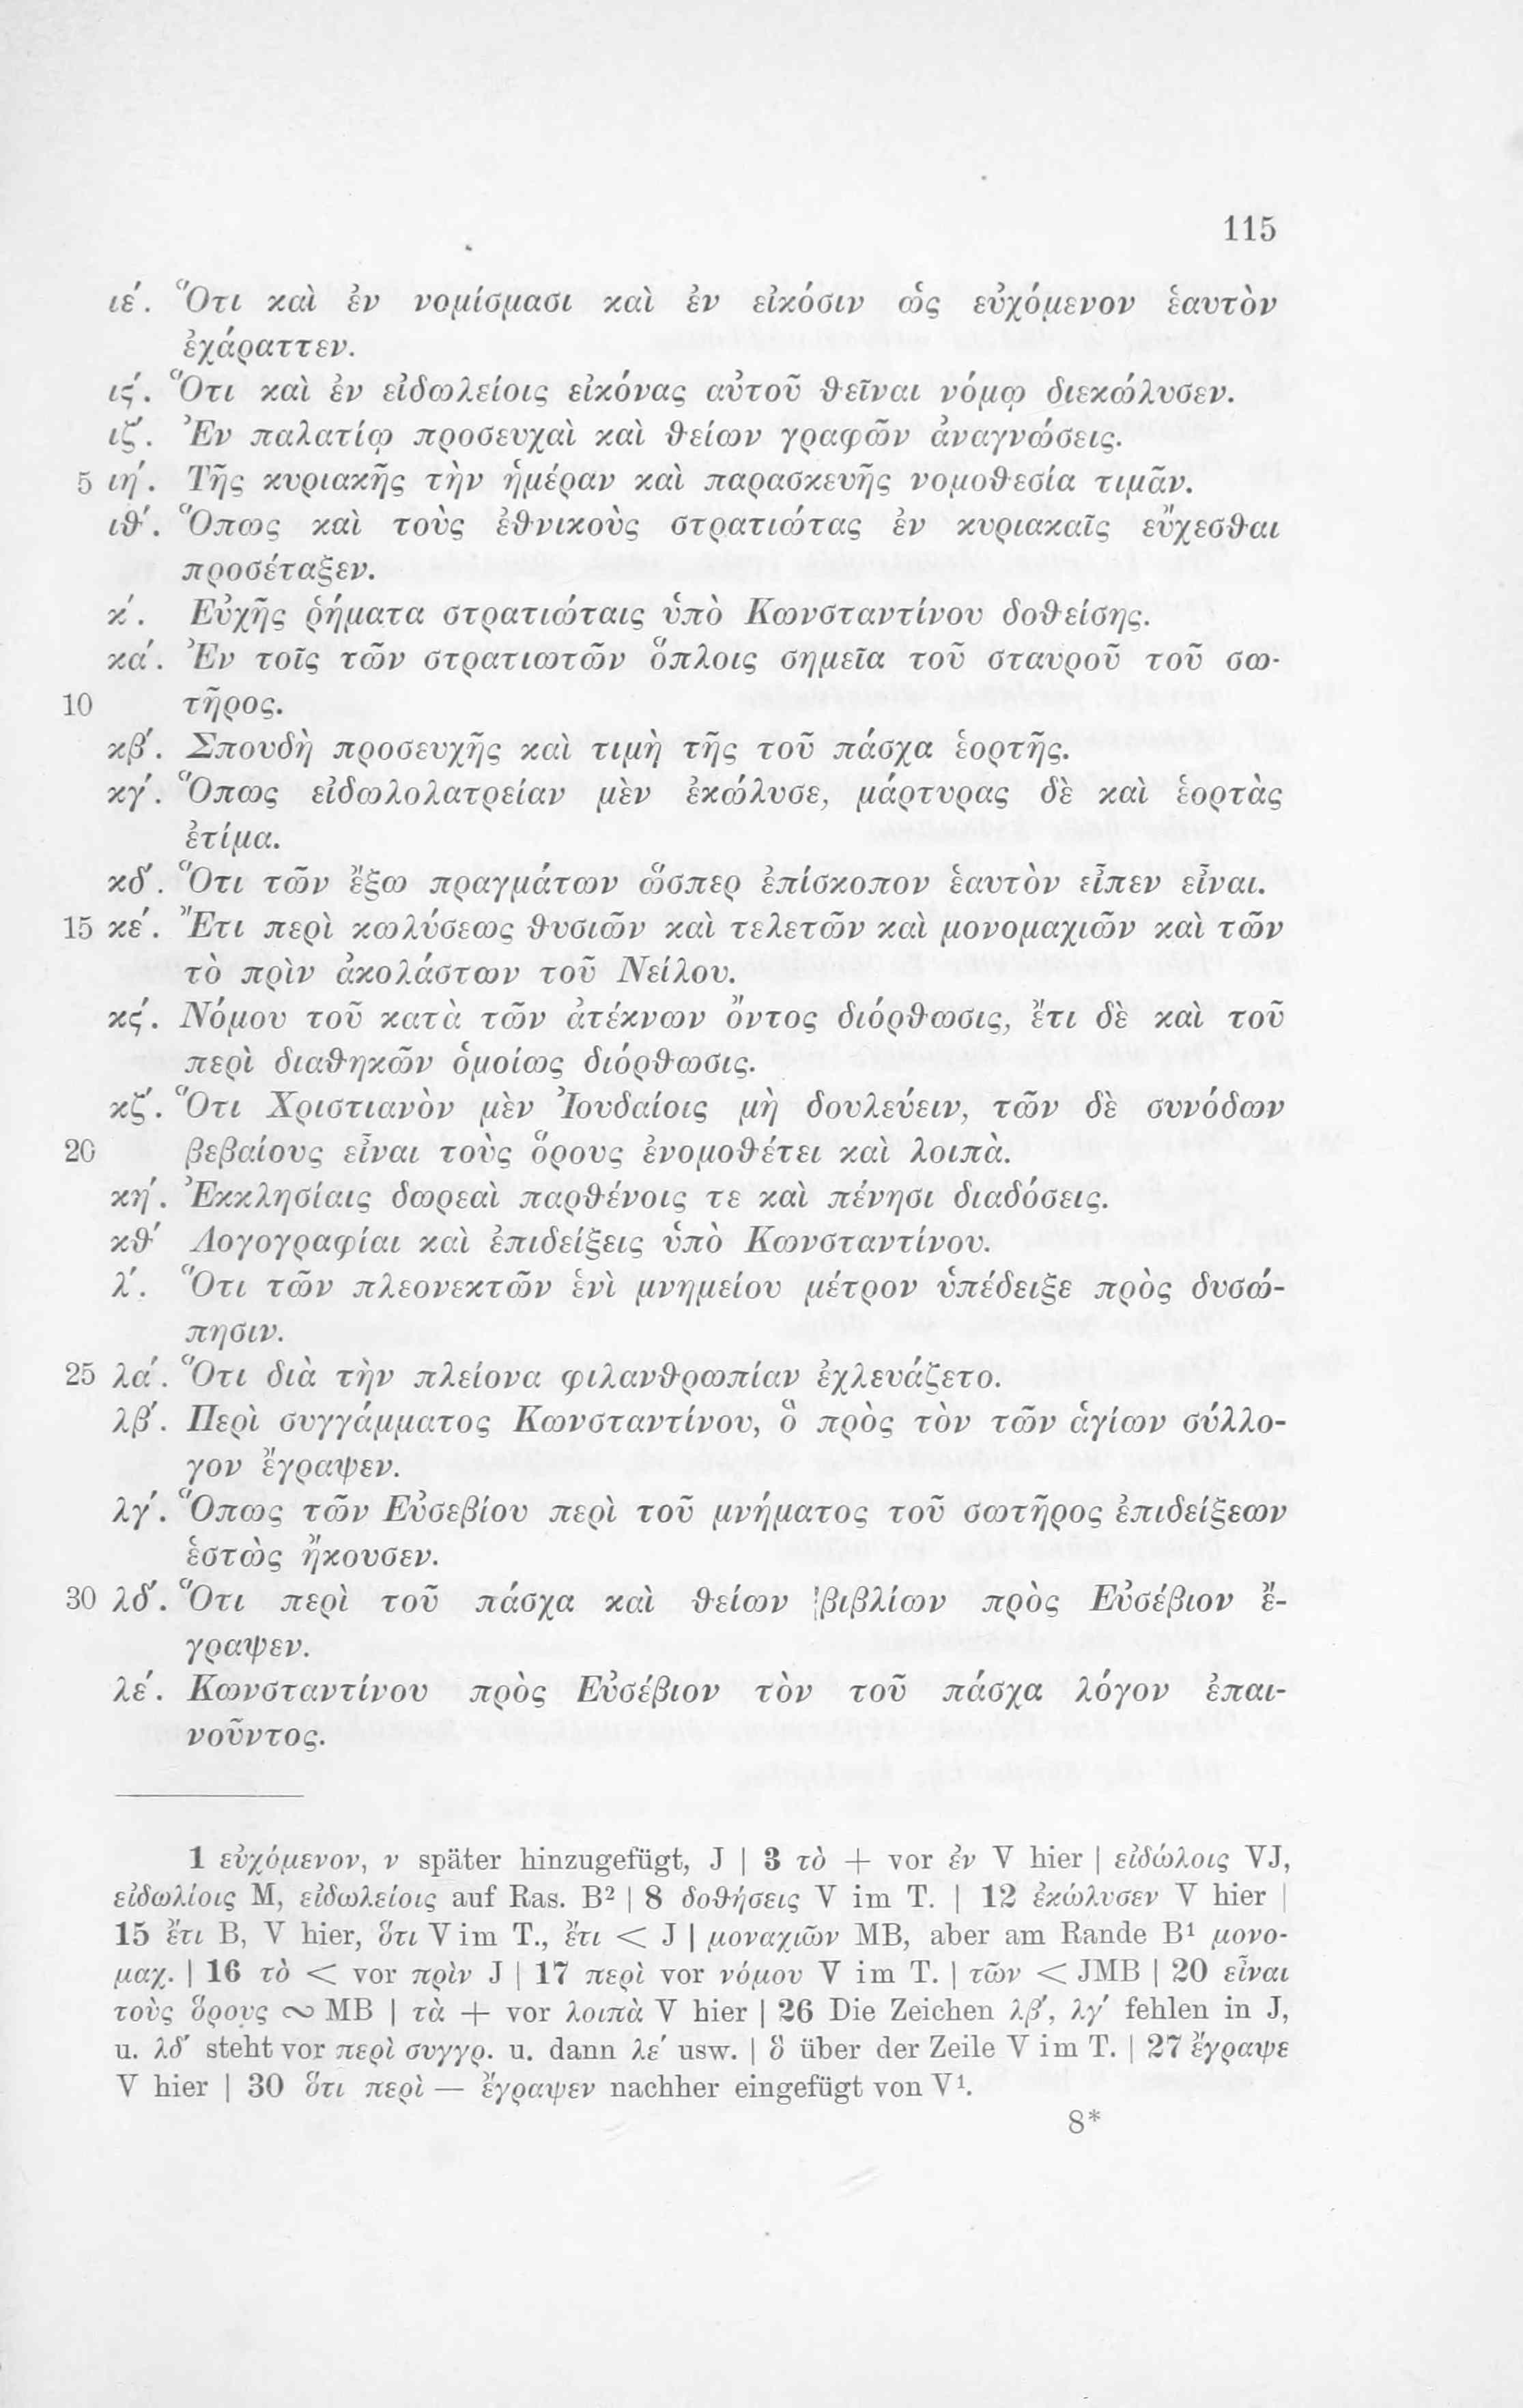 115
ιε΄. Ὅτι καὶ ἐν νομίσμασι καὶ ἐν εἰκόσιν ὡς εὐχόμενον ἑαυτὸν
ἐχάραττεν.
ις΄. Ὅτι καὶ ἐν εἰδωλείοις εἰκόνας αὐτοῦ θεῖναι νόμῳ διεκώλυσεν.
ιζ΄. Ἐν παλατίῳ προσευχαὶ καὶ θείων γραφῶν ἀναγνώσεις.
5 ιη΄. Τῆς κυριακῆς τὴν ἡμέραν καὶ παρασκευῆς νομοθεσία τιμᾶν.
ιθ΄. Ὅπως καὶ τοὺς ἐθνικοὺς στρατιώτας ἐν κυριακαῖς εὔχεσθαι
προσέταξεν.
κ΄. Εὐχῆς ῥήματα στρατιώταις ὑπὸ Κωνσταντίνου δοθείσης.
κα΄. Ἐν τοῖς τῶν στρατιωτῶν ὅπλοις σημεῖα τοῦ σταυροῦ τοῦ σω-
10 τῆρος.
κβ΄. Σπουδὴ προσευχῆς καὶ τιμὴ τῆς τοῦ πάσχα ἑορτῆς.
κγ΄. Ὅπως εἰδωλολατρείαν μὲν ἐκώλυσε, μάρτυρας δὲ καὶ ἑορτὰς
ἐτίμα.
κδ΄. Ὅτι τῶν ἔξω πραγμάτων ὥσπερ ἐπίσκοπον ἑαυτὸν εἶπεν εἶναι.
15 κε΄. Ἔτι περὶ κωλύσεως θυσιῶν καὶ τελετῶν καὶ μονομαχιῶν καὶ τῶν
τὸ πρὶν ἀκολάστων τοῦ Νείλου.
κς΄. Νόμου τοῦ κατὰ τῶν ἀτέκνων ὄντος διόρθωσις, ἔτι δὲ καὶ τοῦ
περὶ διαθηκῶν ὁμοίως διόρθωσις.
κζ΄. Ὅτι Χριστιανὸν μὲν Ἰουδαίοις μὴ δουλεύειν, τῶν δὲ συνόδων
20 βεβαίους εἶναι τοὺς ὅρους ἐνομοθέτει καὶ λοιπὰ.
κη΄. Ἐκκλησίαις δωρεαὶ παρθένοις τε καὶ πένησι διαδόσεις.
κθ΄ Λογογραφίαι καὶ ἐπιδείξεις ὑπὸ Κωνσταντίνου.
λ΄. Ὅτι τῶν πλεονεκτῶν ἑνὶ μνημείου μέτρον ὑπέδειξε πρὸς δυσώ-
πησιν.
25 λα΄. Ὅτι διὰ τὴν πλείονα φιλανθρωπίαν ἐχλευάζετο.
λβ΄. Περὶ συγγάμματος Κωνσταντίνου, ὃ πρὸς τὸν τῶν ἁγίων σύλλο-
γον ἔγραψεν.
λγ΄. Ὅπως τῶν Εὐσεβίου περὶ τοῦ μνήματος τοῦ σωτῆρος ἐπιδείξεων
ἑστὼς ἤκουσεν.
30 λδ΄. Ὅτι περὶ τοῦ πάσχα καὶ θείων βιβλίων πρὸς Εὐσέβιον ἔ-
γραψεν.
λε΄. Κωνσταντίνου πρὸς Εὐσέβιον τὸν τοῦ πάσχα λόγον ἐπαι-
νοῦντος.
1 εὐχόμενον, ν später hinzugefügt, J | 3 τὸ + vor ἐν V hier | εἰδώλοις VJ,
εἰδωλίοις M, εἰδωλείοις auf Ras. B² | 8 δοθήσεις V im T. | 12 ἐκώλυσεν V hier |
15 ἔτι B, V hier, ὅτι V im T., ἔτι < J | μοναχιῶν MB, aber am Rande B¹ μονο-
μαχ. | 16 τὸ < vor πρὶν J | 17 περὶ vor νόμου V im T. | τῶν < JMB | 20 εἶναι
τοὺς ὅρους ∾ MB | τὰ + vor λοιπὰ V hier | 26 Die Zeichen λβ΄, λγ΄ fehlen in J,
u. λδ΄ steht vor περὶ συγγρ. u. dann λε΄ usw. | ὃ über der Zeile V im T. | 27 ἔγραψε
V hier | 30 ὅτι περὶ — ἔγραψεν nachher eingefügt von V¹.
8*